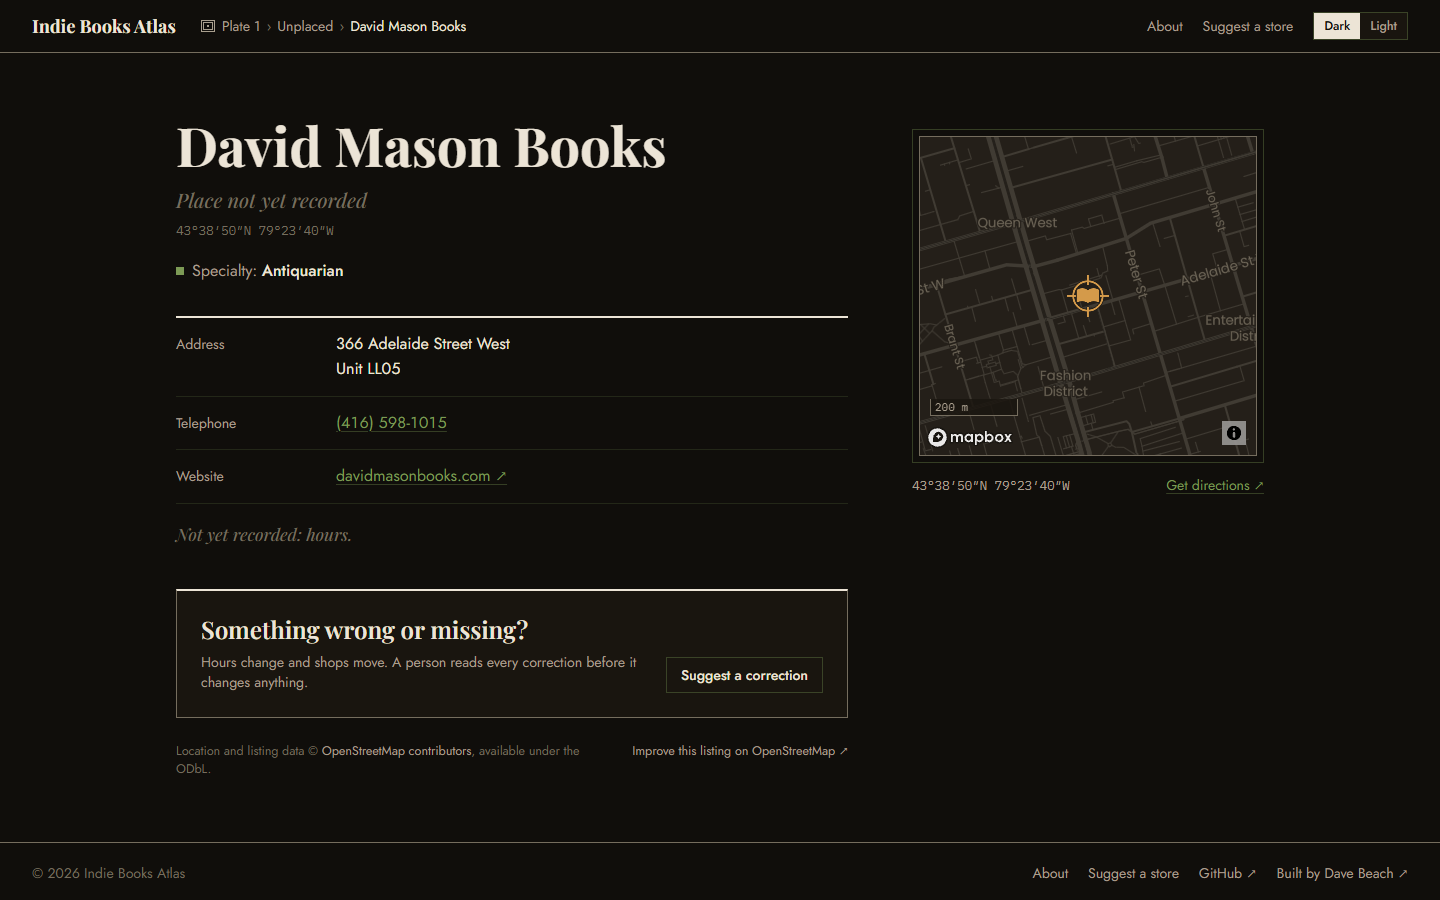 Indie Books Atlas
Plate 1 › Unplaced › David Mason Books
About
Suggest a store
Dark
Light
David Mason Books
Place not yet recorded
43°38′50″N 79°23′40″W
Specialty: Antiquarian
Address
366 Adelaide Street West
Unit LL05
Telephone
(416) 598-1015
Website
davidmasonbooks.com ↗
Not yet recorded: hours.
Something wrong or missing?
Hours change and shops move. A person reads every correction before it
changes anything.
Suggest a correction
Location and listing data © OpenStreetMap contributors, available under the
ODbL.
Improve this listing on OpenStreetMap ↗
Queen West
John St
Peter St
Adelaide St
St W
Brant St
Entertai
Distr
Fashion
District
200 m
mapbox
43°38′50″N 79°23′40″W
Get directions ↗
© 2026 Indie Books Atlas
About
Suggest a store
GitHub ↗
Built by Dave Beach ↗